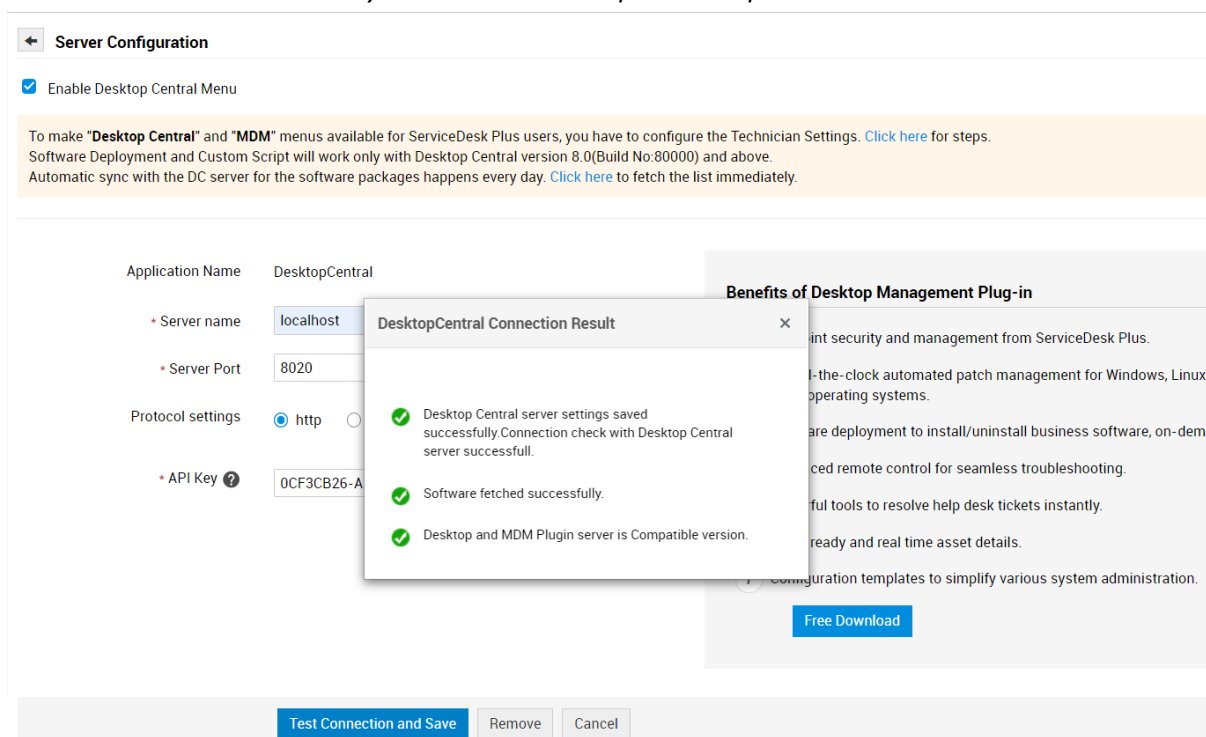 Server Configuration
Enable Desktop Central Menu
To make "Desktop Central" and "MDM" menus available for ServiceDesk Plus users, you have to configure the Technician Settings. Click here for steps.
Software Deployment and Custom Script will work only with Desktop Central version 8.0(Build No:80000) and above.
Automatic sync with the DC server for the software packages happens every day. Click here to fetch the list immediately.
Application Name DesktopCentral
* Server name localhost
* Server Port 8020
Protocol settings http
* API Key ? 0CF3CB26-A
DesktopCentral Connection Result ×
Desktop Central server settings saved
successfully.Connection check with Desktop Central
server successfull.
Software fetched successfully.
Desktop and MDM Plugin server is Compatible version.
Benefits of Desktop Management Plug-in
int security and management from ServiceDesk Plus.
-the-clock automated patch management for Windows, Linux
operating systems.
are deployment to install/uninstall business software, on-dem
ced remote control for seamless troubleshooting.
ful tools to resolve help desk tickets instantly.
ready and real time asset details.
Configuration templates to simplify various system administration.
Free Download
Test Connection and Save Remove Cancel